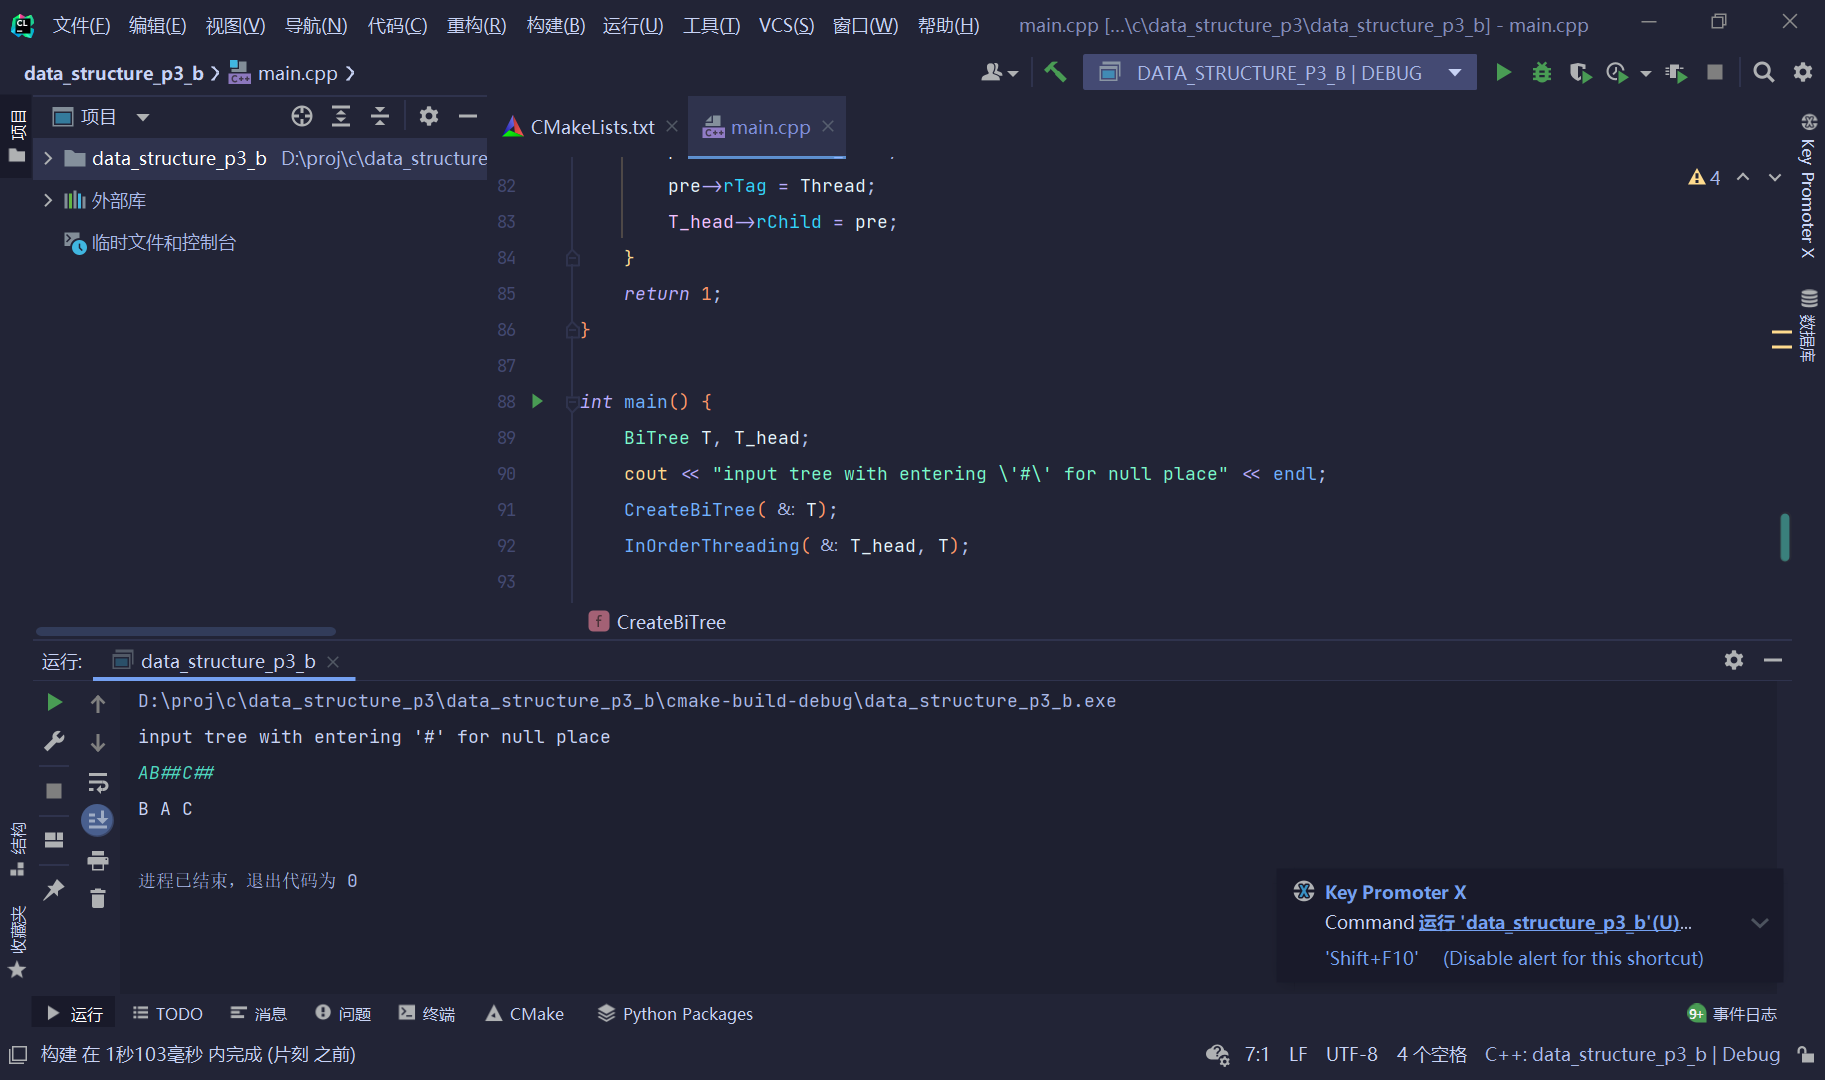 文件(F) 编辑(E) 视图(V) 导航(N) 代码(C) 重构(R) 构建(B) 运行(U) 工具(T) VCS(S) 窗口(W) 帮助(H) main.cpp [...\c\data_structure_p3\data_structure_p3_b] - main.cpp
data_structure_p3_b main.cpp DATA_STRUCTURE_P3_B | DEBUG
项目
项目
CMakeLists.txt main.cpp
data_structure_p3_b D:\proj\c\data_structure
外部库
临时文件和控制台
4
Key Promoter X
数据库
82 pre->rTag = Thread;
83 T_head->rChild = pre;
84 }
85 return 1;
86 }
87
88 int main() {
89 BiTree T, T_head;
90 cout << "input tree with entering \'#\' for null place" << endl;
91 CreateBiTree( &: T);
92 InOrderThreading( &: T_head, T);
93
f CreateBiTree
运行: data_structure_p3_b
D:\proj\c\data_structure_p3\data_structure_p3_b\cmake-build-debug\data_structure_p3_b.exe
input tree with entering '#' for null place
AB##C##
B A C
进程已结束，退出代码为 0
结构
收藏夹
Key Promoter X
Command 运行 'data_structure_p3_b'(U)...
'Shift+F10' (Disable alert for this shortcut)
运行 TODO 消息 问题 终端 CMake Python Packages 9+ 事件日志
构建 在 1秒103毫秒 内完成 (片刻 之前) 7:1 LF UTF-8 4 个空格 C++: data_structure_p3_b | Debug